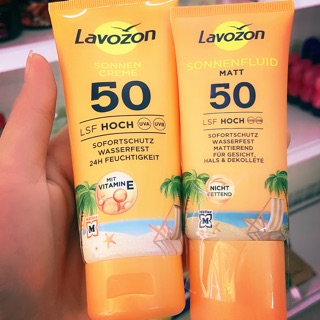 Lavozon
SONNEN
CREME
50
LSF HOCH UVA UVB
SOFORTSCHUTZ
WASSERFEST
24H FEUCHTIGKEIT
MIT
VITAMIN E
M
Lavozon
SONNENFLUID
MATT
50
LSF HOCH
SOFORTSCHUTZ
WASSERFEST
MATTIEREND
FÜR GESICHT,
HALS & DEKOLLETÉ
NICHT
FETTEND
M